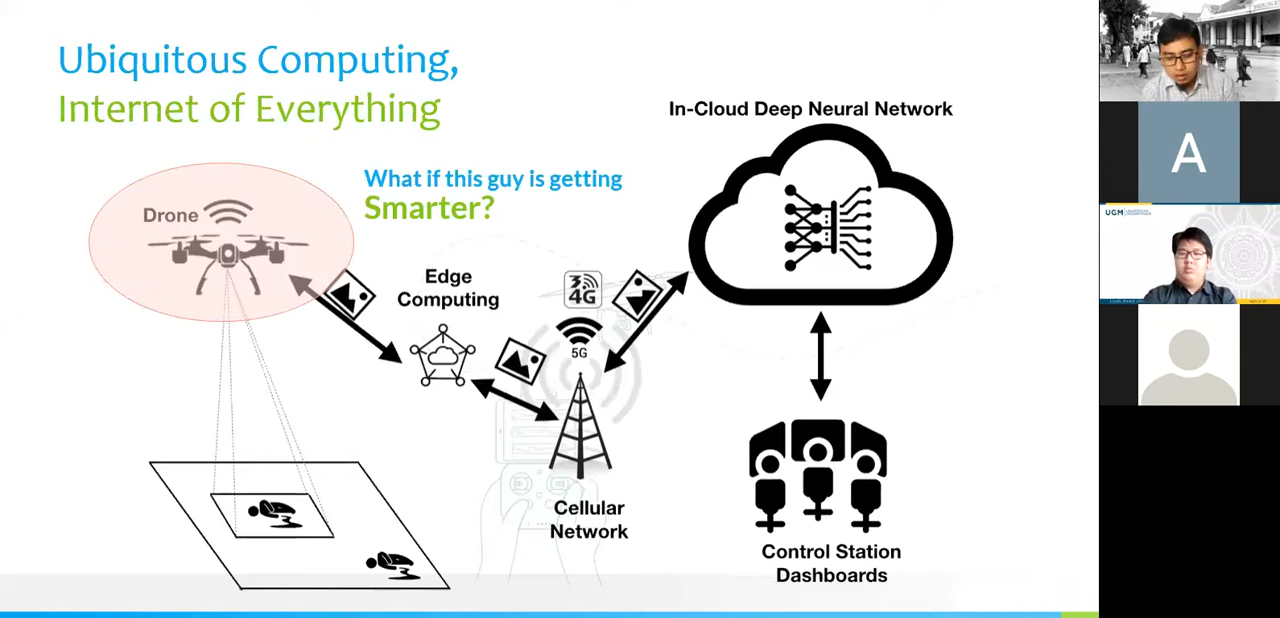 Ubiquitous Computing,
Internet of Everything
In-Cloud Deep Neural Network
What if this guy is getting
Smarter?
Drone
Edge
Computing
3G
4G
5G
Cellular
Network
Control Station
Dashboards
A
UGM